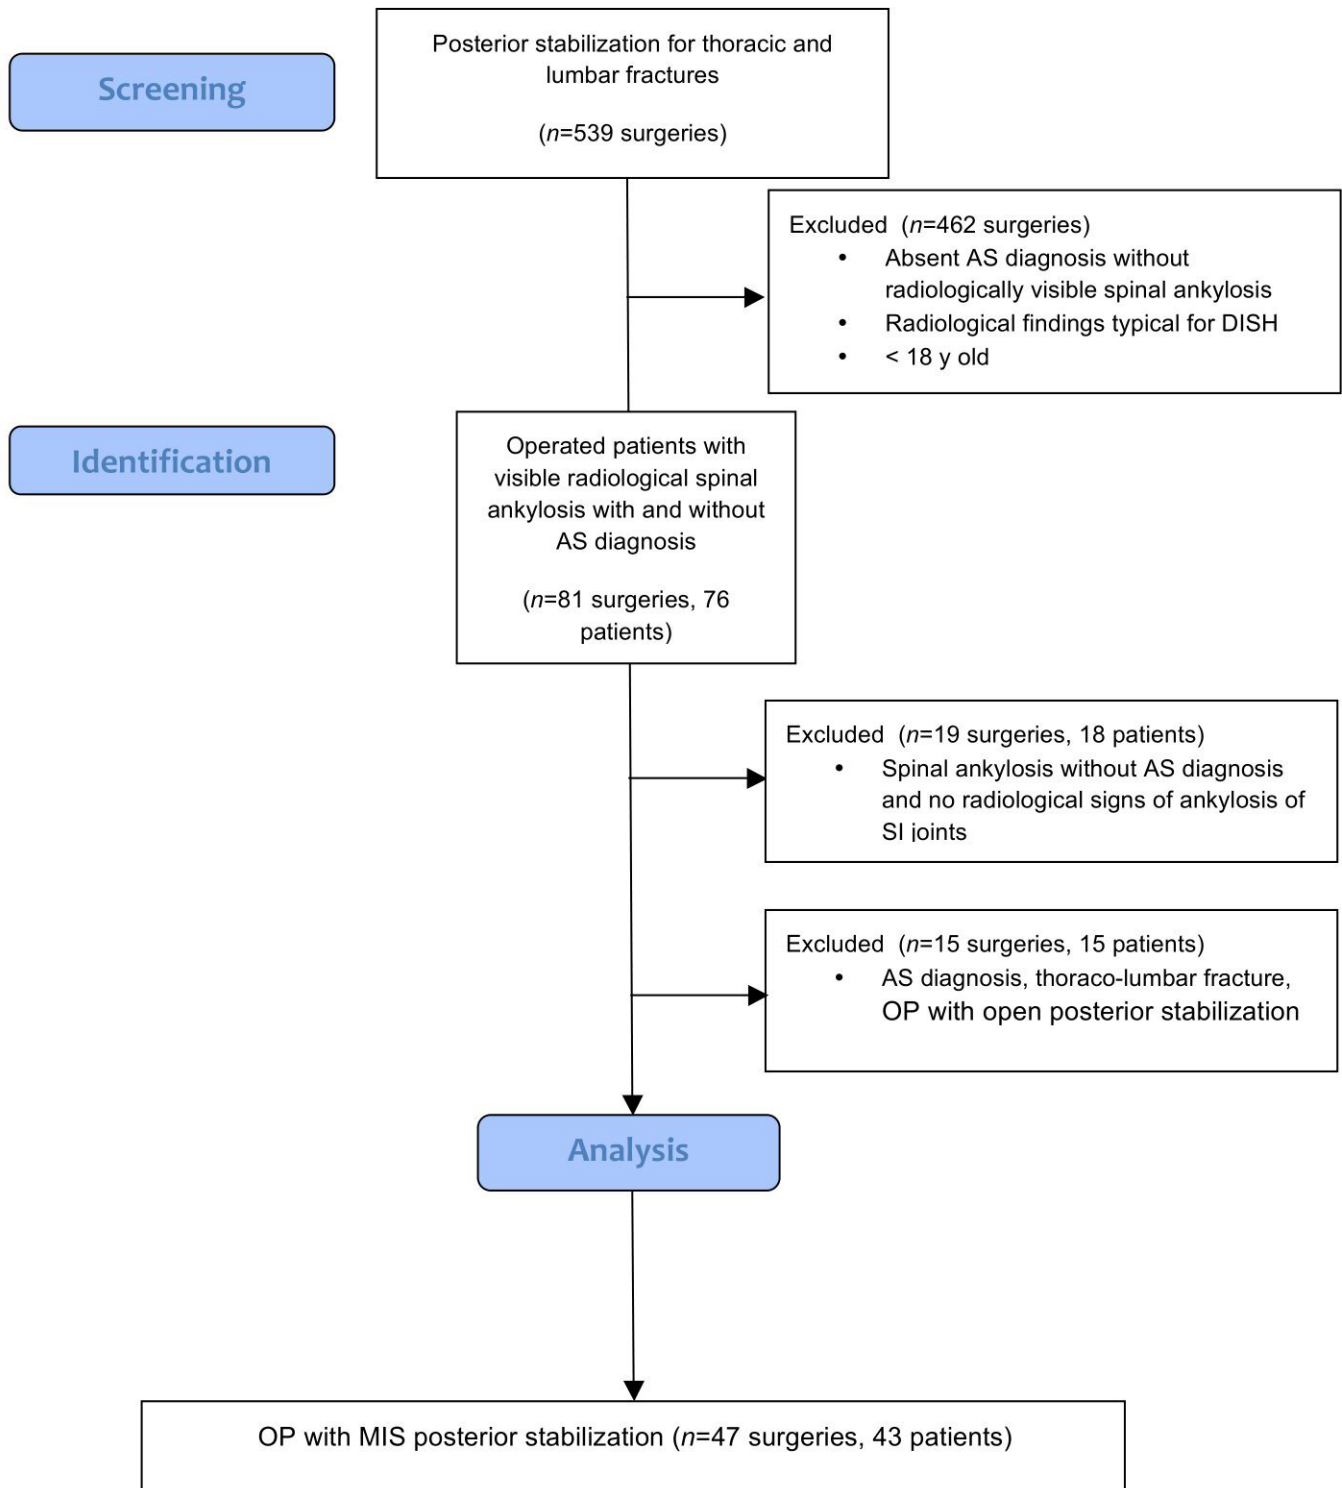 Screening
Posterior stabilization for thoracic and
lumbar fractures
(n=539 surgeries)
Excluded (n=462 surgeries)
• Absent AS diagnosis without
radiologically visible spinal ankylosis
• Radiological findings typical for DISH
• < 18 y old
Identification
Operated patients with
visible radiological spinal
ankylosis with and without
AS diagnosis
(n=81 surgeries, 76
patients)
Excluded (n=19 surgeries, 18 patients)
• Spinal ankylosis without AS diagnosis
and no radiological signs of ankylosis of
SI joints
Excluded (n=15 surgeries, 15 patients)
• AS diagnosis, thoraco-lumbar fracture,
OP with open posterior stabilization
Analysis
OP with MIS posterior stabilization (n=47 surgeries, 43 patients)